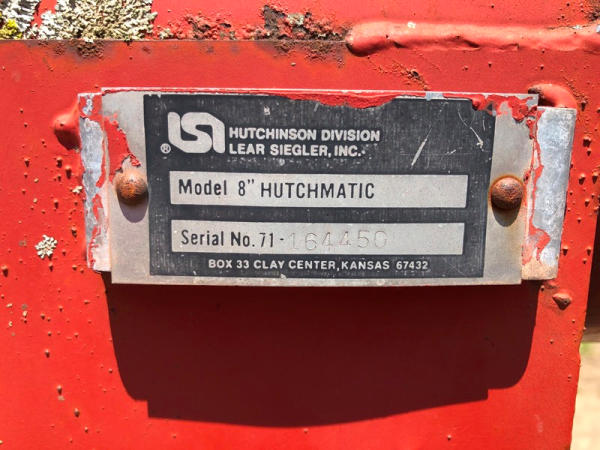 LSI
® HUTCHINSON DIVISION
LEAR SIEGLER, INC.
Model 8" HUTCHMATIC
Serial No. 71-164450
BOX 33 CLAY CENTER, KANSAS 67432